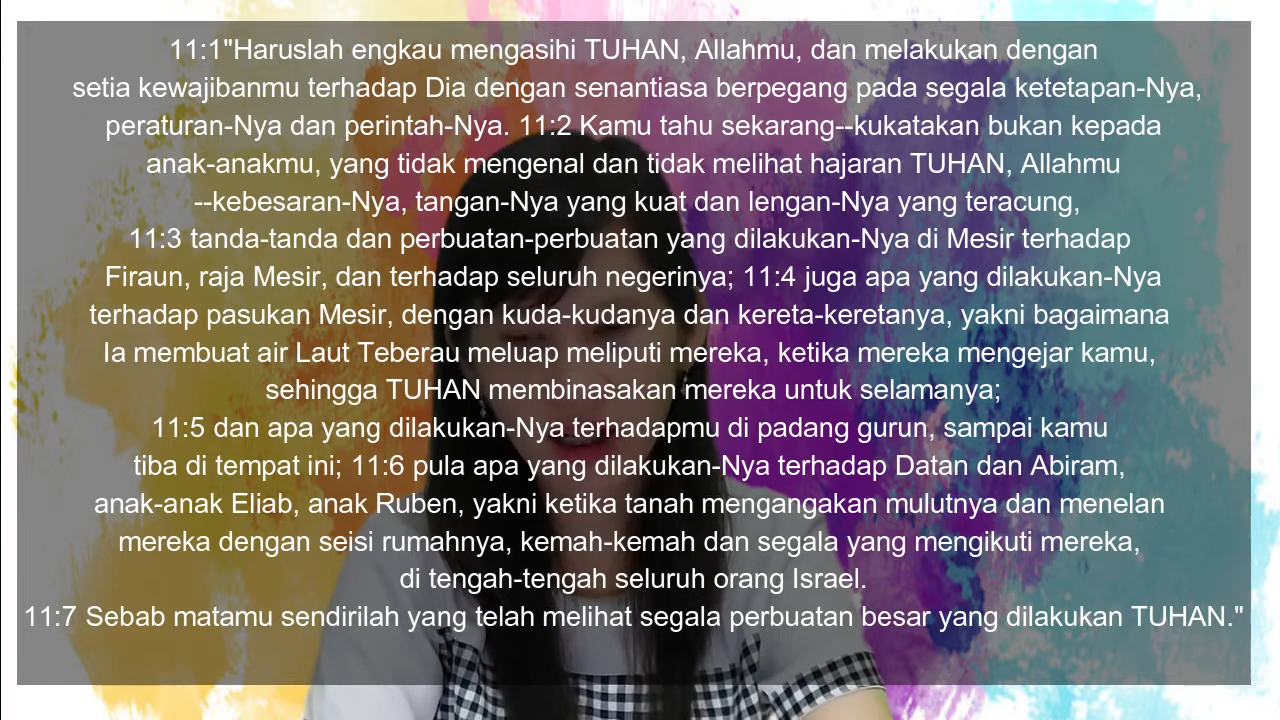 11:1"Haruslah engkau mengasihi TUHAN, Allahmu, dan melakukan dengan
setia kewajibanmu terhadap Dia dengan senantiasa berpegang pada segala ketetapan-Nya,
peraturan-Nya dan perintah-Nya. 11:2 Kamu tahu sekarang--kukatakan bukan kepada
anak-anakmu, yang tidak mengenal dan tidak melihat hajaran TUHAN, Allahmu
--kebesaran-Nya, tangan-Nya yang kuat dan lengan-Nya yang teracung,
11:3 tanda-tanda dan perbuatan-perbuatan yang dilakukan-Nya di Mesir terhadap
Firaun, raja Mesir, dan terhadap seluruh negerinya; 11:4 juga apa yang dilakukan-Nya
terhadap pasukan Mesir, dengan kuda-kudanya dan kereta-keretanya, yakni bagaimana
Ia membuat air Laut Teberau meluap meliputi mereka, ketika mereka mengejar kamu,
sehingga TUHAN membinasakan mereka untuk selamanya;
11:5 dan apa yang dilakukan-Nya terhadapmu di padang gurun, sampai kamu
tiba di tempat ini; 11:6 pula apa yang dilakukan-Nya terhadap Datan dan Abiram,
anak-anak Eliab, anak Ruben, yakni ketika tanah mengangakan mulutnya dan menelan
mereka dengan seisi rumahnya, kemah-kemah dan segala yang mengikuti mereka,
di tengah-tengah seluruh orang Israel.
11:7 Sebab matamu sendirilah yang telah melihat segala perbuatan besar yang dilakukan TUHAN."